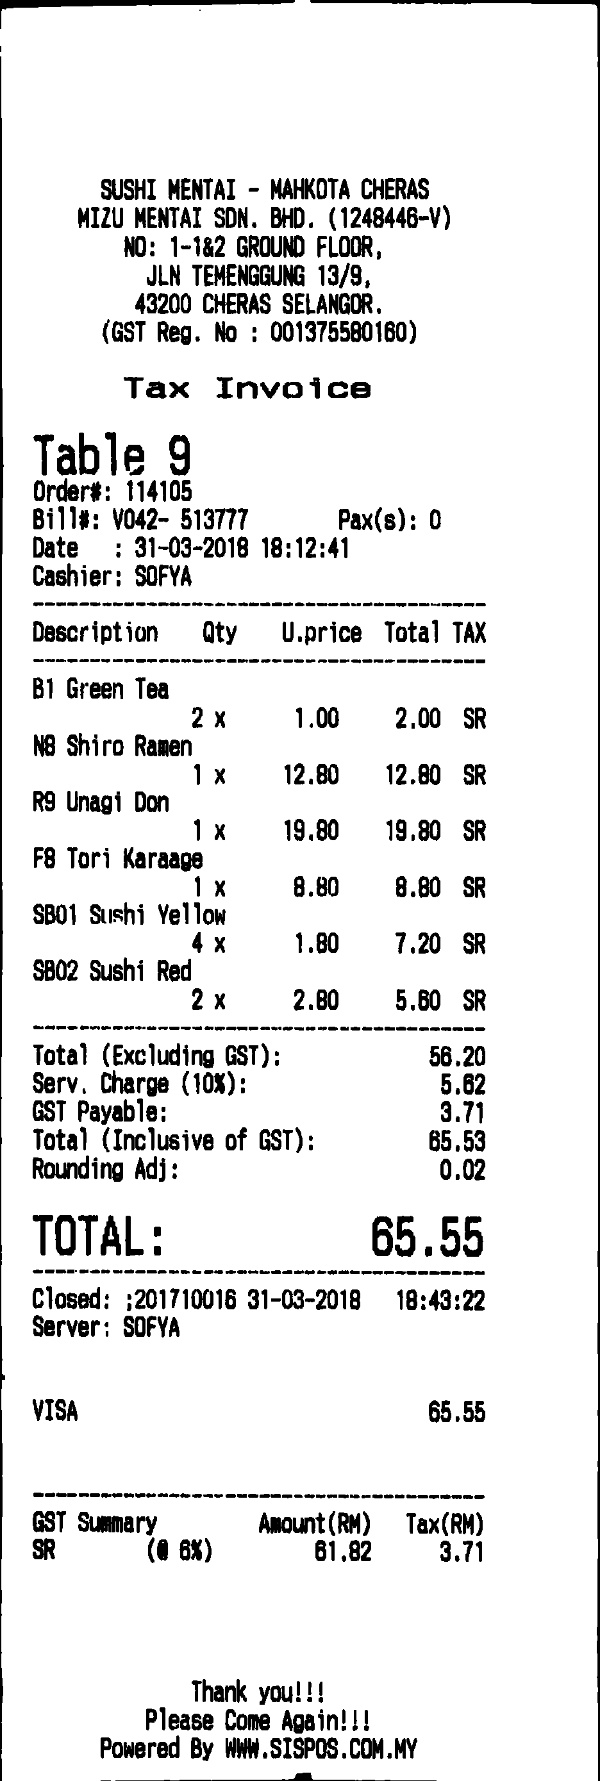 SUSHI MENTAI - MAHKOTA CHERAS
MIZU MENTAI SDN. BHD. (1248446-V)
NO: 1-1&2 GROUND FLOOR,
JLN TEMENGGUNG 13/9,
43200 CHERAS SELANGOR.
(GST Reg. No : 001375580160)
Tax Invoice
Table 9
Order#: 114105
Bill#: V042- 513777 Pax(s): 0
Date : 31-03-2018 18:12:41
Cashier: SOFYA
Description Qty U.price Total TAX
B1 Green Tea
2 x 1.00 2.00 SR
N8 Shiro Ramen
1 x 12.80 12.80 SR
R9 Unagi Don
1 x 19.80 19.80 SR
F8 Tori Karaage
1 x 8.80 8.80 SR
SB01 Sushi Yellow
4 x 1.80 7.20 SR
SB02 Sushi Red
2 x 2.80 5.60 SR
Total (Excluding GST): 56.20
Serv. Charge (10%): 5.62
GST Payable: 3.71
Total (Inclusive of GST): 65.53
Rounding Adj: 0.02
TOTAL: 65.55
Closed: ;201710016 31-03-2018 18:43:22
Server: SOFYA
VISA 65.55
GST Summary Amount(RM) Tax(RM)
SR (@ 6%) 61.82 3.71
Thank you!!!
Please Come Again!!!
Powered By WWW.SISPOS.COM.MY